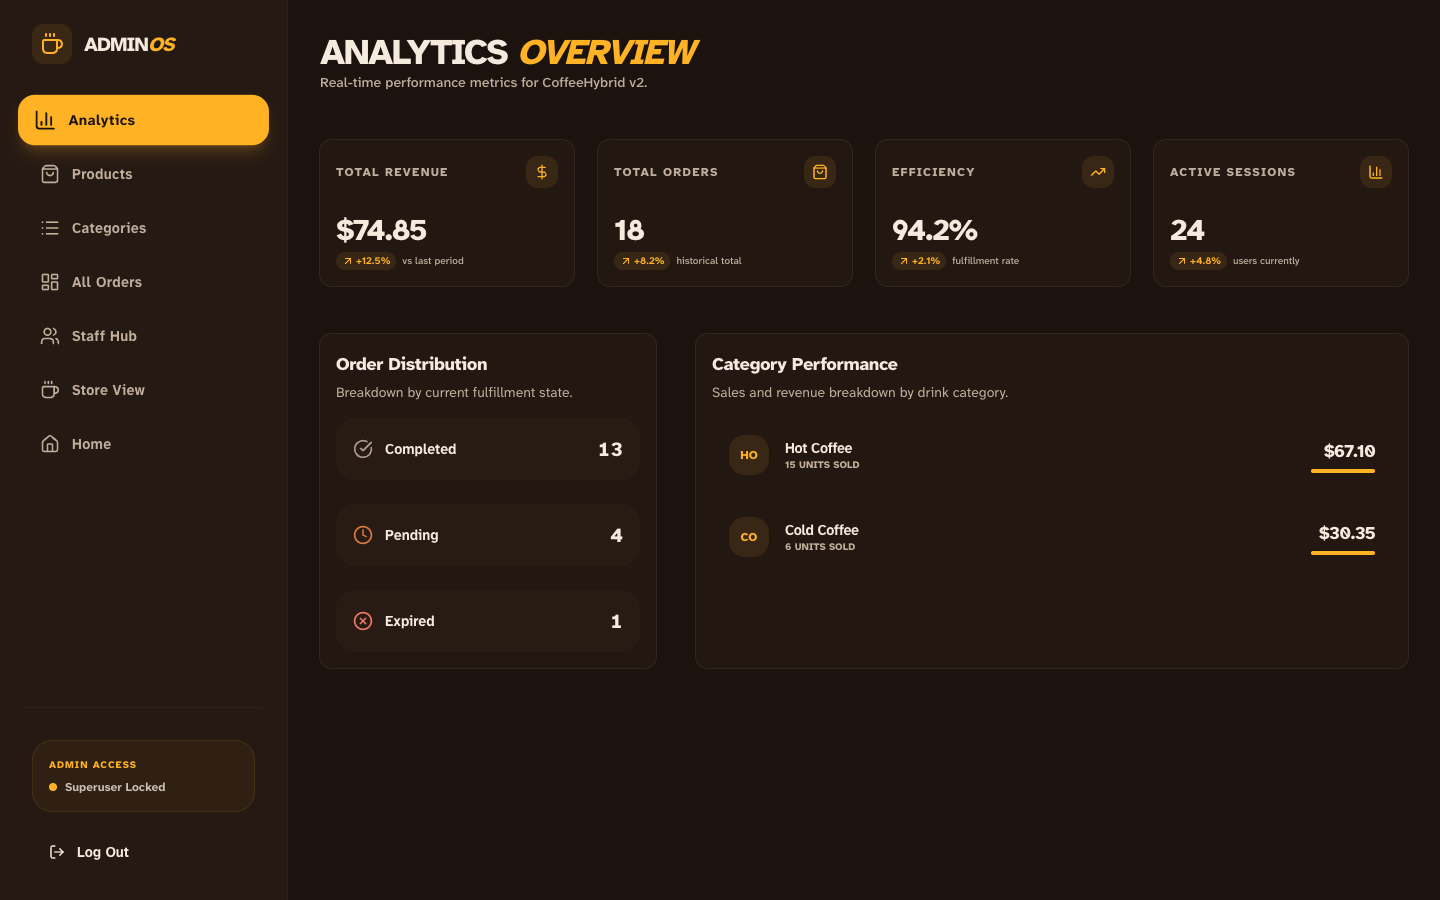 ADMINOS
Analytics
Products
Categories
All Orders
Staff Hub
Store View
Home
ADMIN ACCESS
Superuser Locked
Log Out
ANALYTICS OVERVIEW
Real-time performance metrics for CoffeeHybrid v2.
TOTAL REVENUE
$74.85
+12.5% vs last period
TOTAL ORDERS
18
+8.2% historical total
EFFICIENCY
94.2%
+2.1% fulfillment rate
ACTIVE SESSIONS
24
+4.8% users currently
Order Distribution
Breakdown by current fulfillment state.
Completed 13
Pending 4
Expired 1
Category Performance
Sales and revenue breakdown by drink category.
HO
Hot Coffee
15 UNITS SOLD
$67.10
CO
Cold Coffee
6 UNITS SOLD
$30.35